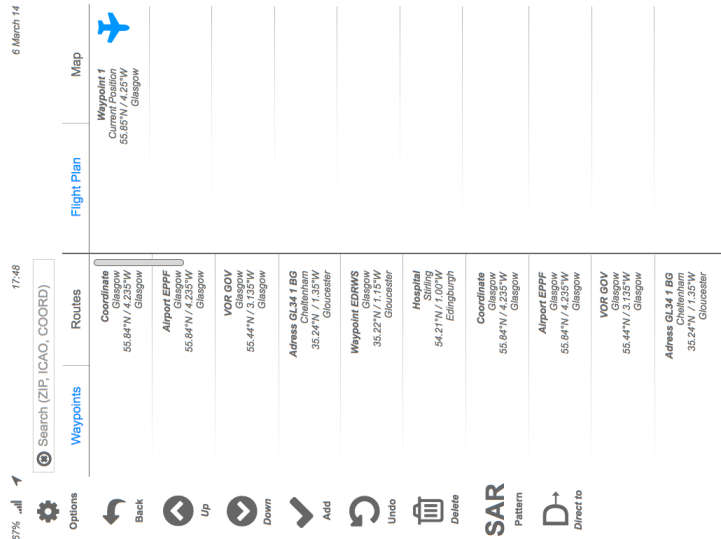 67%
17:48
6 March 14
Search (ZIP, ICAO, COORD)
Options
Waypoints
Routes
Flight Plan
Map
Back
Up
Down
Add
Undo
Delete
SAR
Pattern
D
Direct to
Coordinate
Glasgow
55.84°N / 4.235°W
Glasgow
Airport EPPF
Glasgow
55.84°N / 4.235°W
Glasgow
VOR GOV
Glasgow
55.44°N / 3.135°W
Glasgow
Adress GL34 1 BG
Cheltenham
35.24°N / 1.35°W
Gloucester
Waypoint EDRWS
Glasgow
35.22°N / 1.15°W
Gloucester
Hospital
Stirling
54.21°N / 1.00°W
Edingburgh
Coordinate
Glasgow
55.84°N / 4.235°W
Glasgow
Airport EPPF
Glasgow
55.84°N / 4.235°W
Glasgow
VOR GOV
Glasgow
55.44°N / 3.135°W
Glasgow
Adress GL34 1 BG
Cheltenham
35.24°N / 1.35°W
Gloucester
Waypoint 1
Current Position
55.85°N / 4.25°W
Glasgow